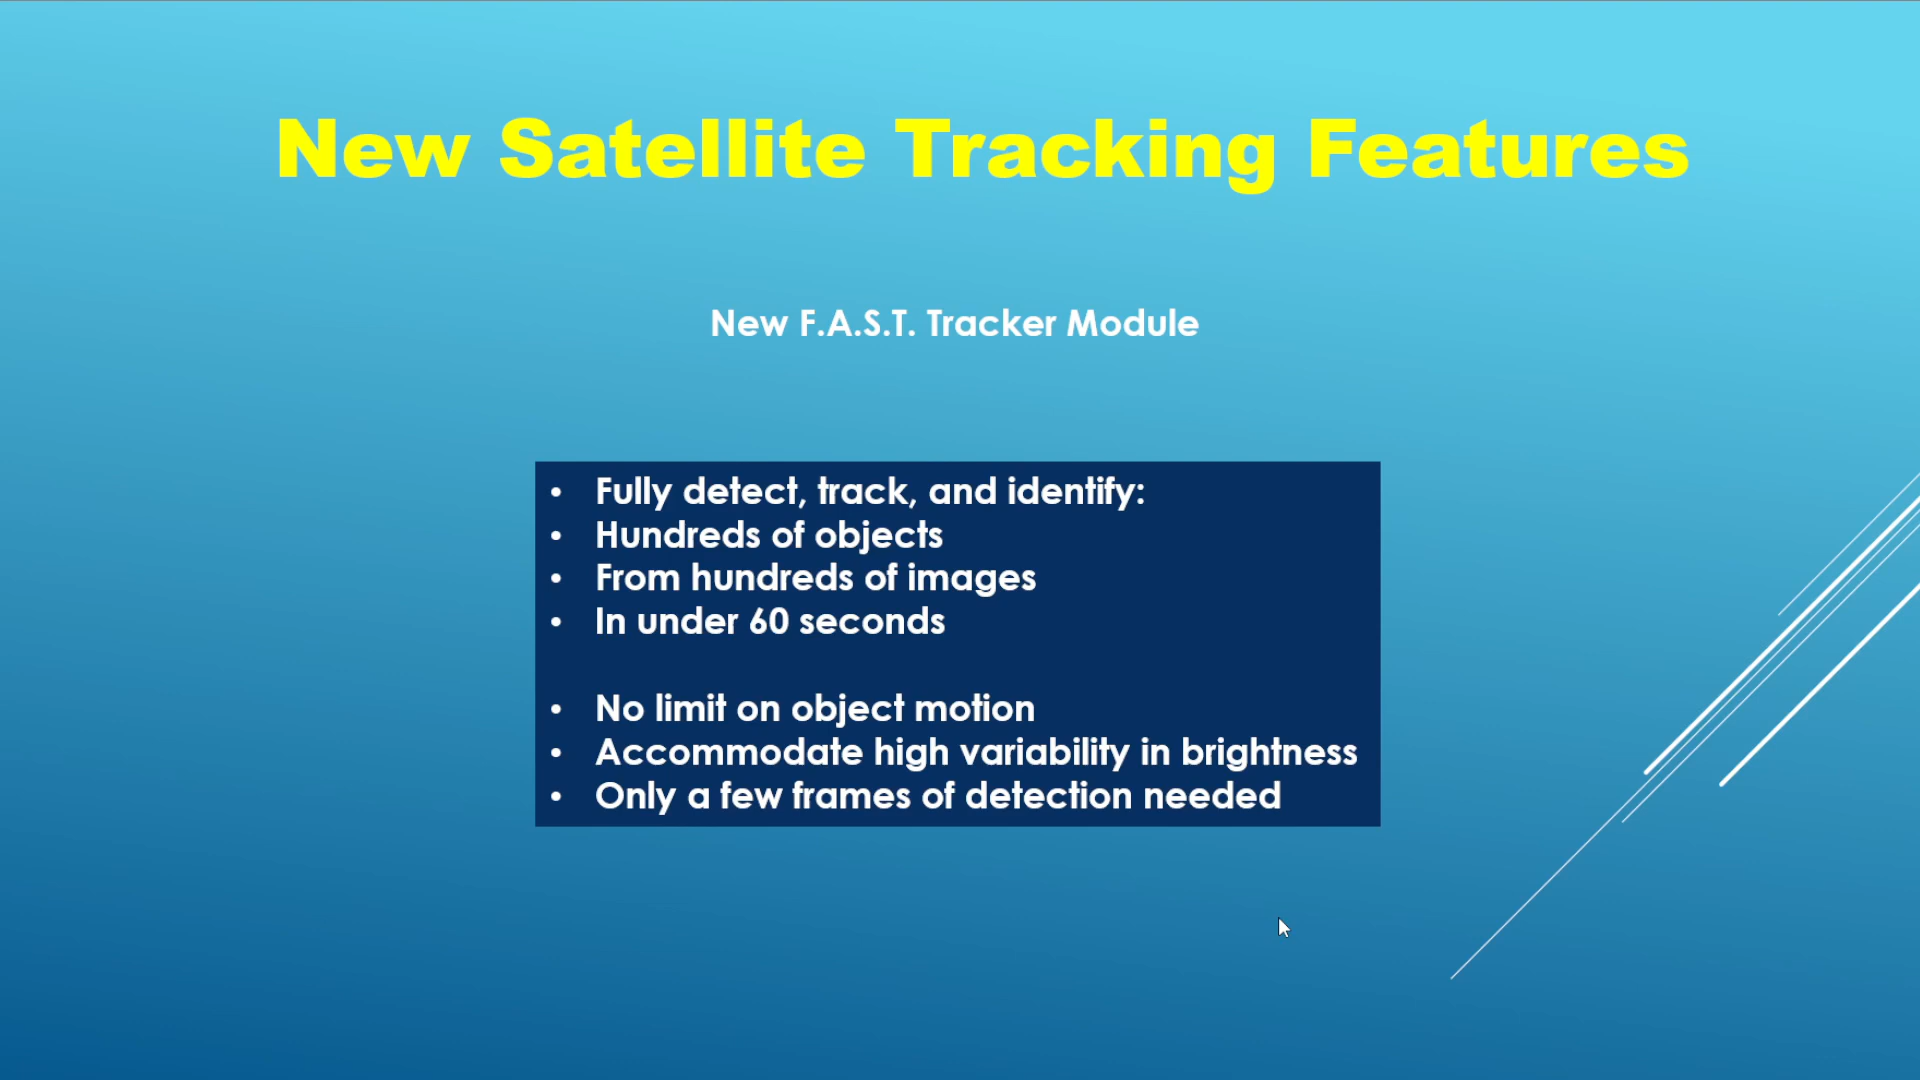 New Satellite Tracking Features
New F.A.S.T. Tracker Module
• Fully detect, track, and identify:
• Hundreds of objects
• From hundreds of images
• In under 60 seconds
• No limit on object motion
• Accommodate high variability in brightness
• Only a few frames of detection needed